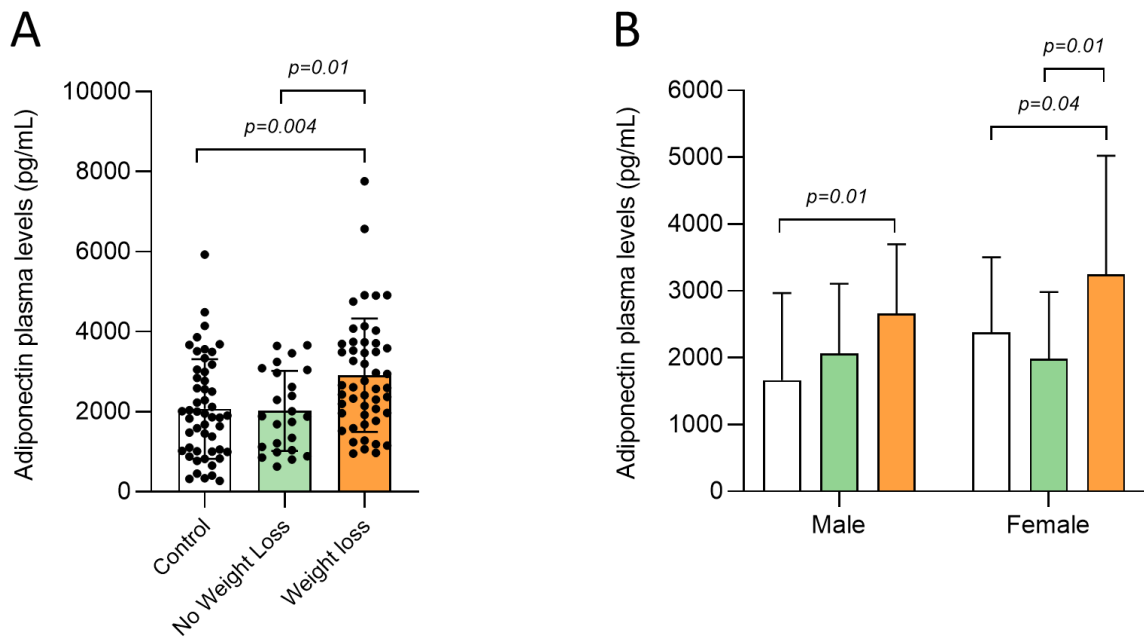 A
Adiponectin plasma levels (pg/mL)
10000
8000
6000
4000
2000
0
p=0.01
p=0.004
Control
No Weight Loss
Weight loss
B
Adiponectin plasma levels (pg/mL)
6000
5000
4000
3000
2000
1000
0
p=0.01
p=0.01
p=0.04
Male
Female